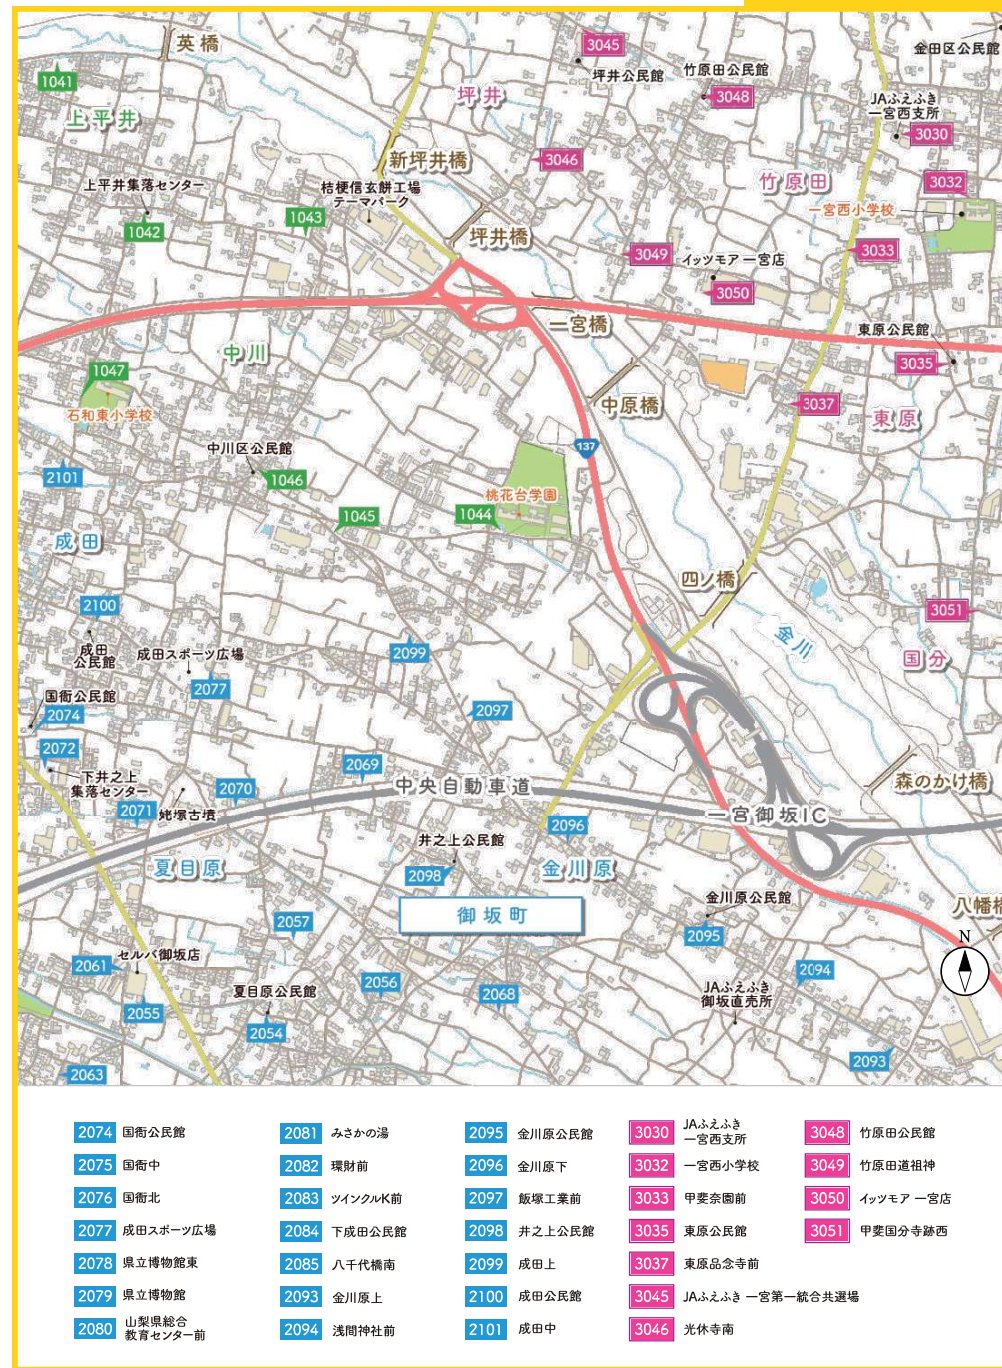 英橋
3045
金田区公民館
坪井公民館
竹原田公民館
1041
坪井
3048
JAふえふき
一宮西支所
上平井
3030
新坪井橋
3046
竹原田
3032
上平井集落センター
桔梗信玄餅工場
テーマパーク
一宮西小学校
1043
1042
坪井橋
3049
イッツモア 一宮店
3033
3050
一宮橋
東原公民館
中川
3035
1047
石和東小学校
中原橋
3037
東原
137
中川区公民館
2101
1046
桃花台学園
1045
1044
成田
四ノ橋
2100
3051
金川
成田
公民館
成田スポーツ広場
2099
国分
2077
国衙公民館
2074
2097
2072
下井之上
集落センター
2069
中央自動車道
森のかけ橋
2070
2071
姥塚古墳
一宮御坂IC
2096
井之上公民館
夏目原
2098
金川原
金川原公民館
御坂町
八幡橋
2057
2095
N
セルバ御坂店
2061
2094
夏目原公民館
2056
2068
JAふえふき
御坂直売所
2055
2054
2093
2063
2074 国衙公民館
2075 国衙中
2076 国衙北
2077 成田スポーツ広場
2078 県立博物館東
2079 県立博物館
2080 山梨県総合
教育センター前
2081 みさかの湯
2082 環財前
2083 ツインクルK前
2084 下成田公民館
2085 八千代橋南
2093 金川原上
2094 浅間神社前
2095 金川原公民館
2096 金川原下
2097 飯塚工業前
2098 井之上公民館
2099 成田上
2100 成田公民館
2101 成田中
3030 JAふえふき
一宮西支所
3032 一宮西小学校
3033 甲斐奈園前
3035 東原公民館
3037 東原品念寺前
3045 JAふえふき 一宮第一統合共選場
3046 光休寺南
3048 竹原田公民館
3049 竹原田道祖神
3050 イッツモア 一宮店
3051 甲斐国分寺跡西